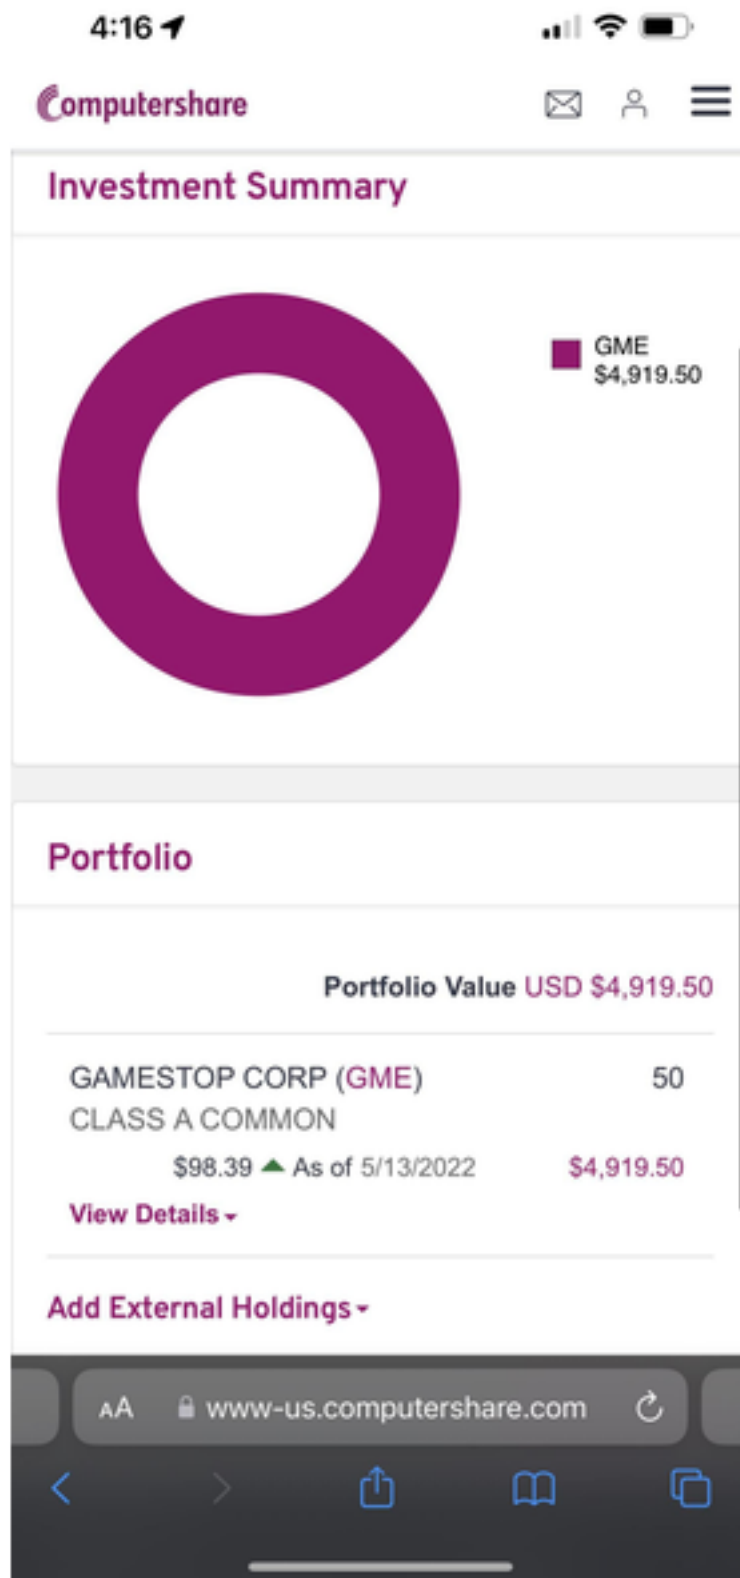 4:16
Computershare
Investment Summary
GME
$4,919.50
Portfolio
Portfolio Value USD $4,919.50
GAMESTOP CORP (GME) 50
CLASS A COMMON
$98.39 ▲ As of 5/13/2022 $4,919.50
View Details
Add External Holdings
AA www-us.computershare.com